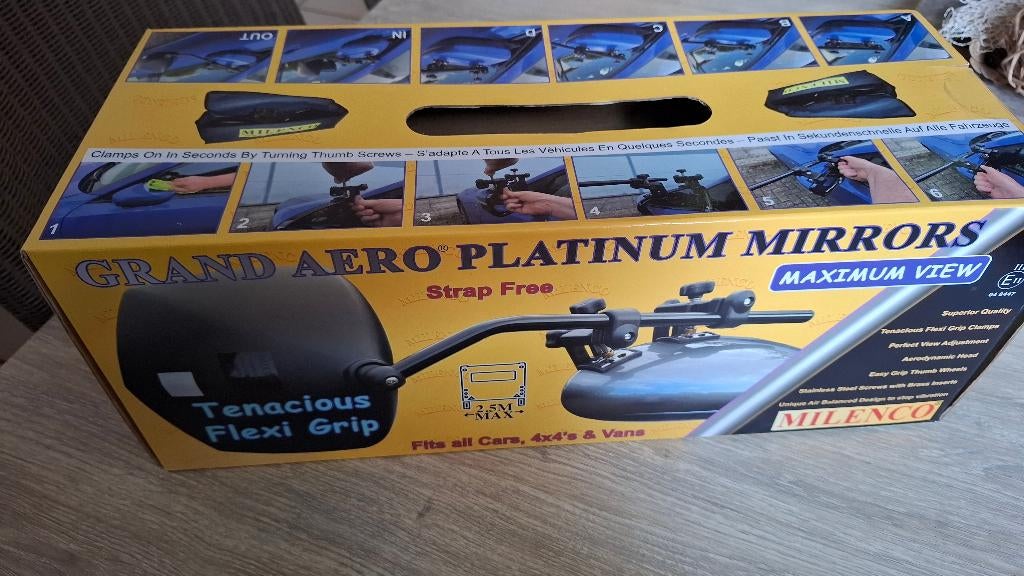 OUT
IN
D
C
B
A
MILENCO
Clamps On In Seconds By Turning Thumb Screws – S'adapte A Tous Les Véhicules En Quelques Secondes – Passt In Sekundenschnelle Auf Alle Fahrzeuge
1
2
3
4
5
6
GRAND AERO® PLATINUM MIRRORS
Strap Free
MAXIMUM VIEW
E11
04 8447
Superior Quality
Tenacious Flexi Grip Clamps
Perfect View Adjustment
Aerodynamic Head
Easy Grip Thumb Wheels
Stainless Steel Screws with Brass Inserts
Unique Air Balanced Design to stop vibration
MILENCO
Tenacious
Flexi Grip
2.5M
MAX
Fits all Cars, 4x4's & Vans